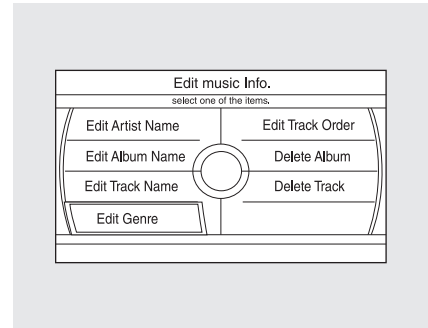 Edit music Info.
select one of the items.
Edit Artist Name
Edit Album Name
Edit Track Name
Edit Genre
Edit Track Order
Delete Album
Delete Track